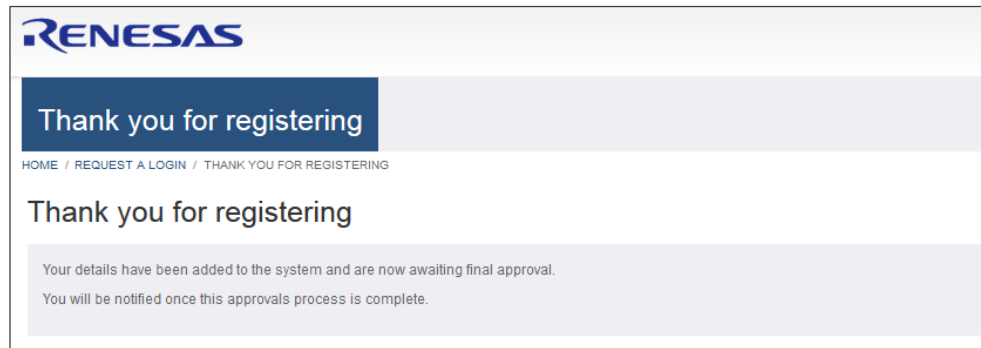 RENESAS
Thank you for registering
HOME / REQUEST A LOGIN / THANK YOU FOR REGISTERING
Thank you for registering
Your details have been added to the system and are now awaiting final approval.
You will be notified once this approvals process is complete.